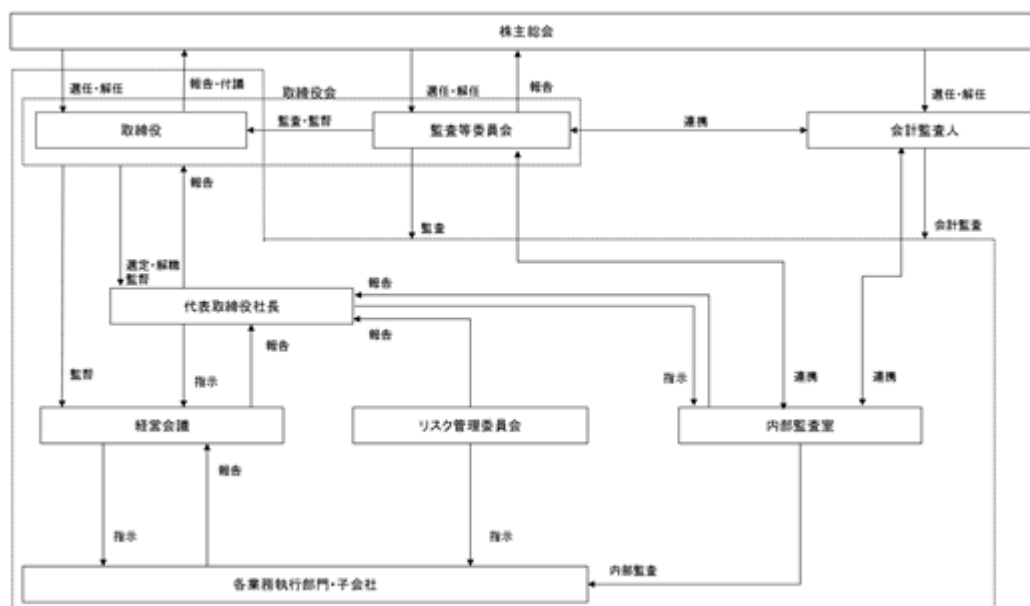 株主総会
選任・解任
報告・付議
選任・解任
報告
選任・解任
取締役会
取締役
監査・監督
監査等委員会
連携
会計監査人
報告
監査
会計監査
選定・解職
監督
報告
代表取締役社長
報告
報告
監督
指示
指示
連携
連携
経営会議
リスク管理委員会
内部監査室
報告
指示
指示
内部監査
各業務執行部門・子会社